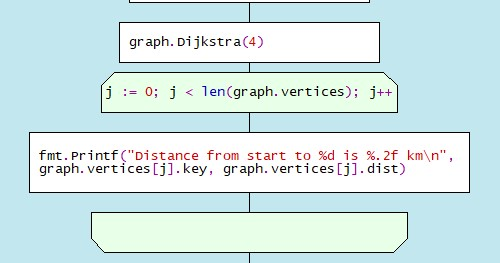 graph.Dijkstra(4)
j := 0; j < len(graph.vertices); j++
fmt.Printf("Distance from start to %d is %.2f km\n",
graph.vertices[j].key, graph.vertices[j].dist)